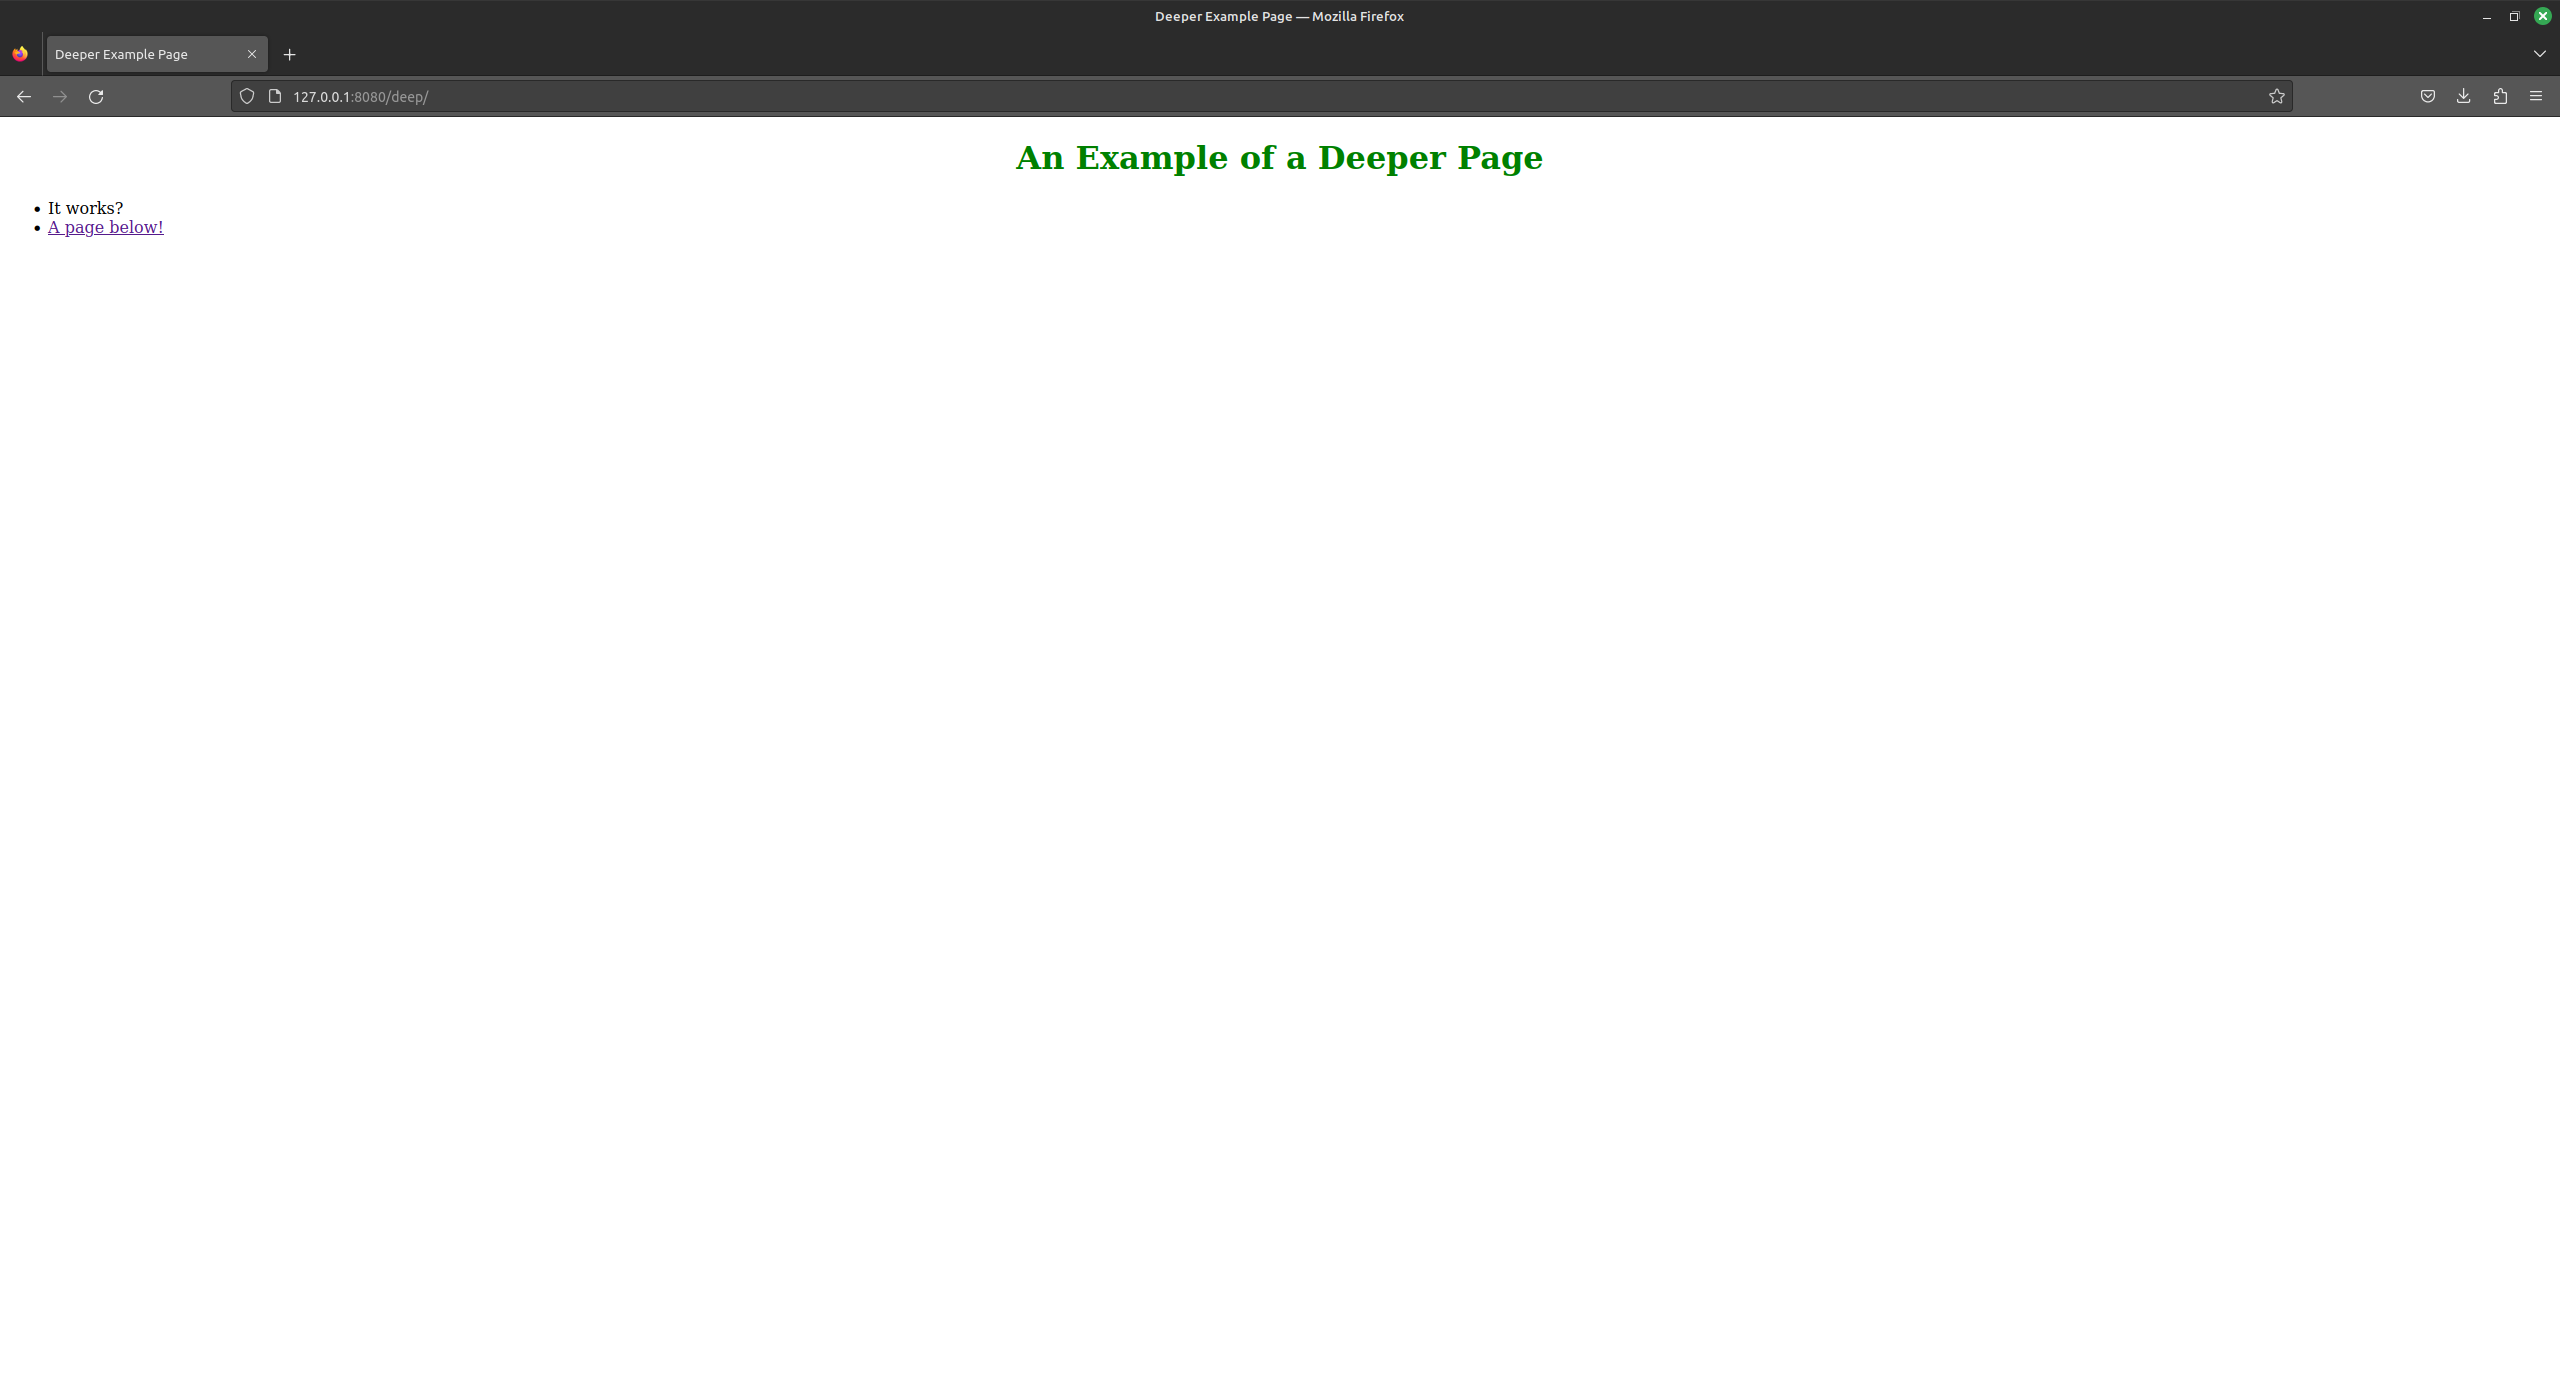 Deeper Example Page — Mozilla Firefox
Deeper Example Page
127.0.0.1:8080/deep/
An Example of a Deeper Page
• It works?
• A page below!